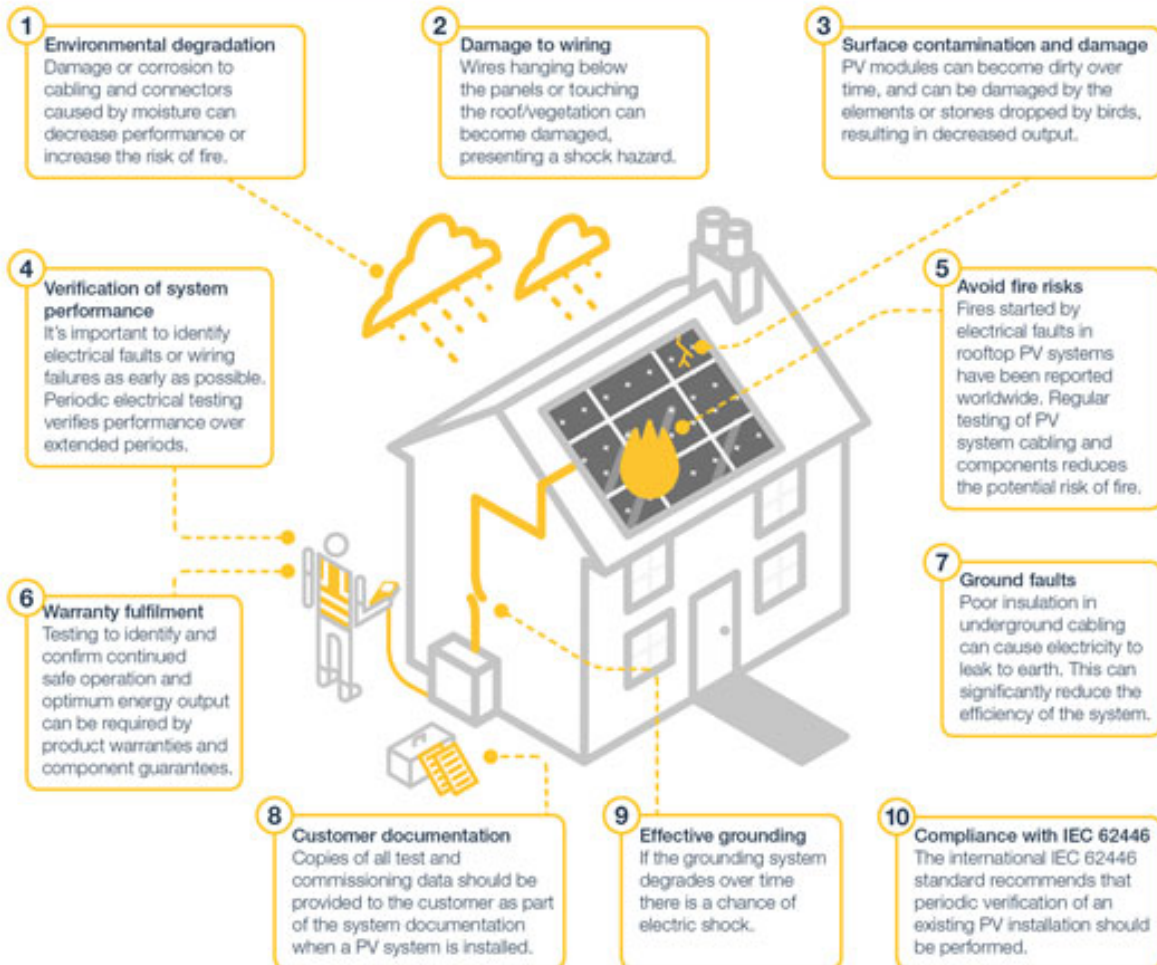 1
Environmental degradation
Damage or corrosion to
cabling and connectors
caused by moisture can
decrease performance or
increase the risk of fire.
2
Damage to wiring
Wires hanging below
the panels or touching
the roof/vegetation can
become damaged,
presenting a shock hazard.
3
Surface contamination and damage
PV modules can become dirty over
time, and can be damaged by the
elements or stones dropped by birds,
resulting in decreased output.
4
Verification of system
performance
It's important to identify
electrical faults or wiring
failures as early as possible.
Periodic electrical testing
verifies performance over
extended periods.
5
Avoid fire risks
Fires started by
electrical faults in
rooftop PV systems
have been reported
worldwide. Regular
testing of PV
system cabling and
components reduces
the potential risk of fire.
6
Warranty fulfilment
Testing to identify and
confirm continued
safe operation and
optimum energy output
can be required by
product warranties and
component guarantees.
7
Ground faults
Poor insulation in
underground cabling
can cause electricity to
leak to earth. This can
significantly reduce the
efficiency of the system.
8
Customer documentation
Copies of all test and
commissioning data should be
provided to the customer as part
of the system documentation
when a PV system is installed.
9
Effective grounding
If the grounding system
degrades over time
there is a chance of
electric shock.
10
Compliance with IEC 62446
The international IEC 62446
standard recommends that
periodic verification of an
existing PV installation should
be performed.